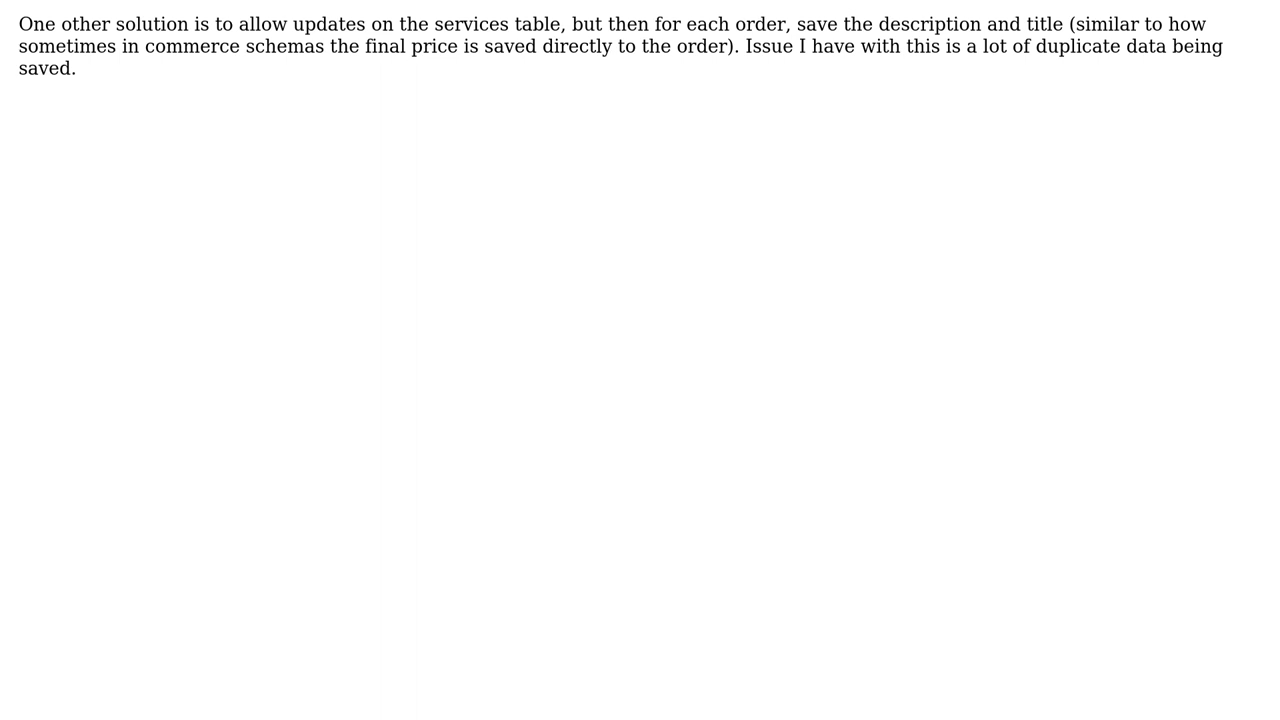 One other solution is to allow updates on the services table, but then for each order, save the description and title (similar to how
sometimes in commerce schemas the final price is saved directly to the order). Issue I have with this is a lot of duplicate data being
saved.